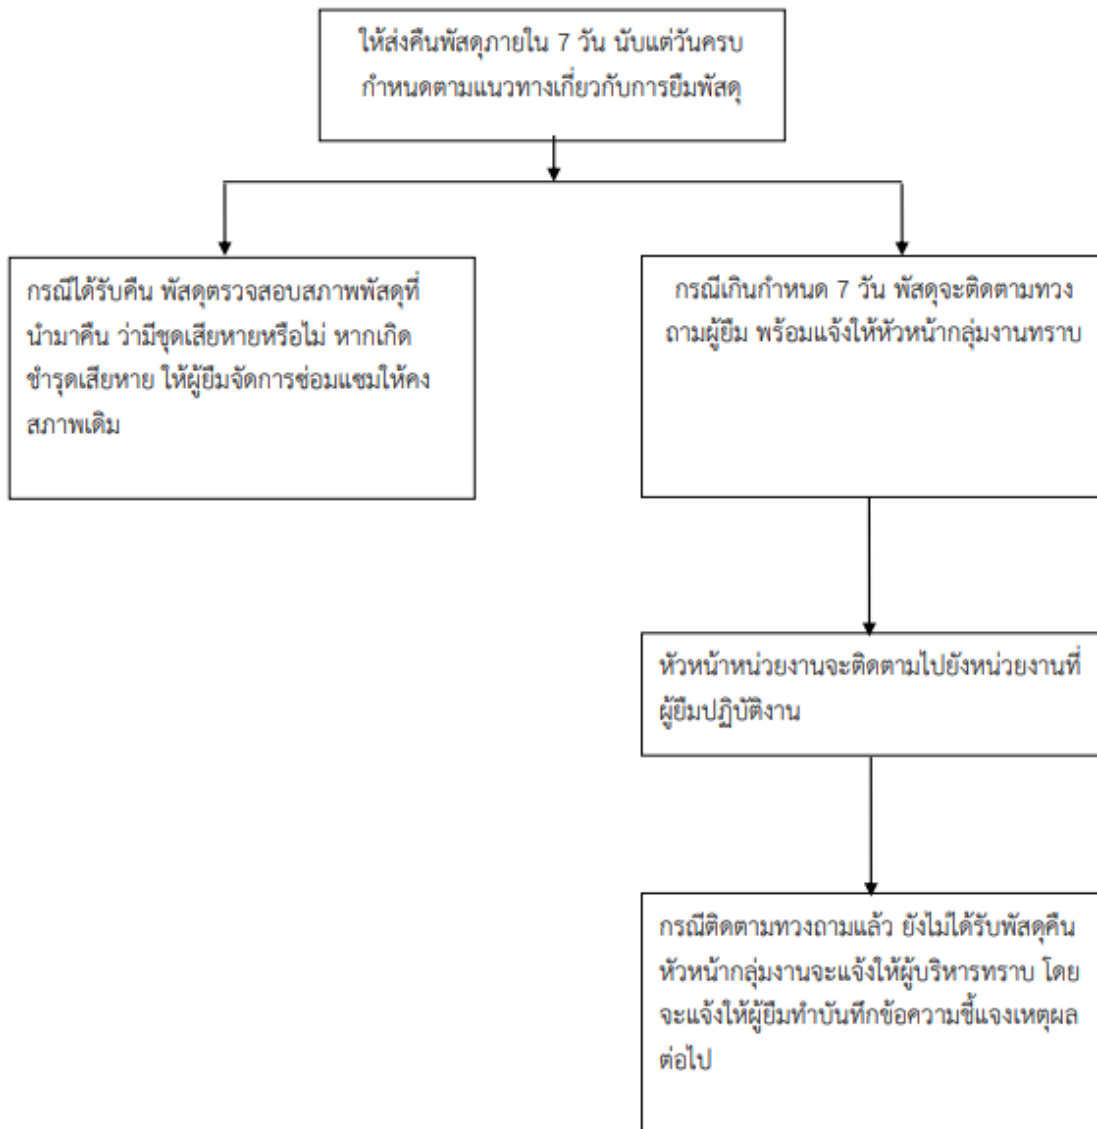 ให้ส่งคืนพัสดุภายใน 7 วัน นับแต่วันครบ
กำหนดตามแนวทางเกี่ยวกับการยืมพัสดุ
กรณีได้รับคืน พัสดุตรวจสอบสภาพพัสดุที่
นำมาคืน ว่ามีชุดเสียหายหรือไม่ หากเกิด
ชำรุดเสียหาย ให้ผู้ยืมจัดการซ่อมแซมให้คง
สภาพเดิม
กรณีเกินกำหนด 7 วัน พัสดุจะติดตามทวง
ถามผู้ยืม พร้อมแจ้งให้หัวหน้ากลุ่มงานทราบ
หัวหน้าหน่วยงานจะติดตามไปยังหน่วยงานที่
ผู้ยืมปฏิบัติงาน
กรณีติดตามทวงถามแล้ว ยังไม่ได้รับพัสดุคืน
หัวหน้ากลุ่มงานจะแจ้งให้ผู้บริหารทราบ โดย
จะแจ้งให้ผู้ยืมทำบันทึกข้อความชี้แจงเหตุผล
ต่อไป